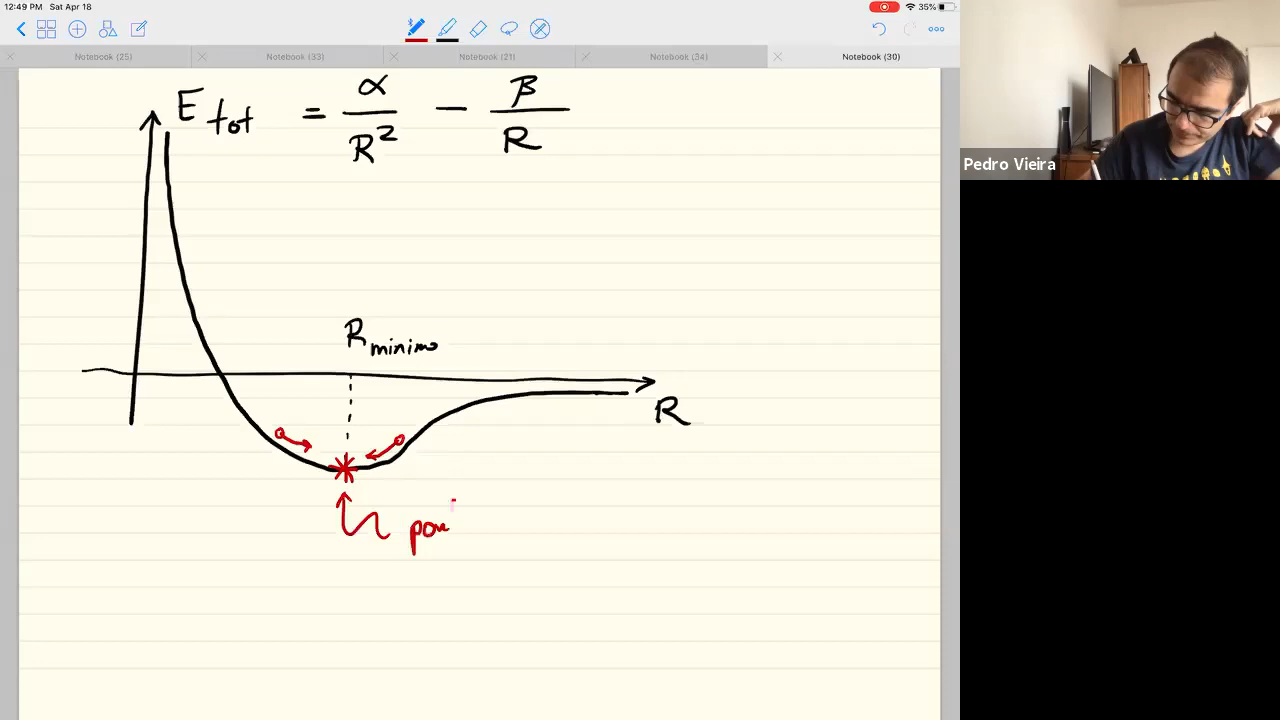 12:49 PM Sat Apr 18
35%
Notebook (25)
Notebook (33)
Notebook (21)
Notebook (34)
Notebook (30)
E tot = α/R² - β/R
R minimo
R
Pedro Vieira